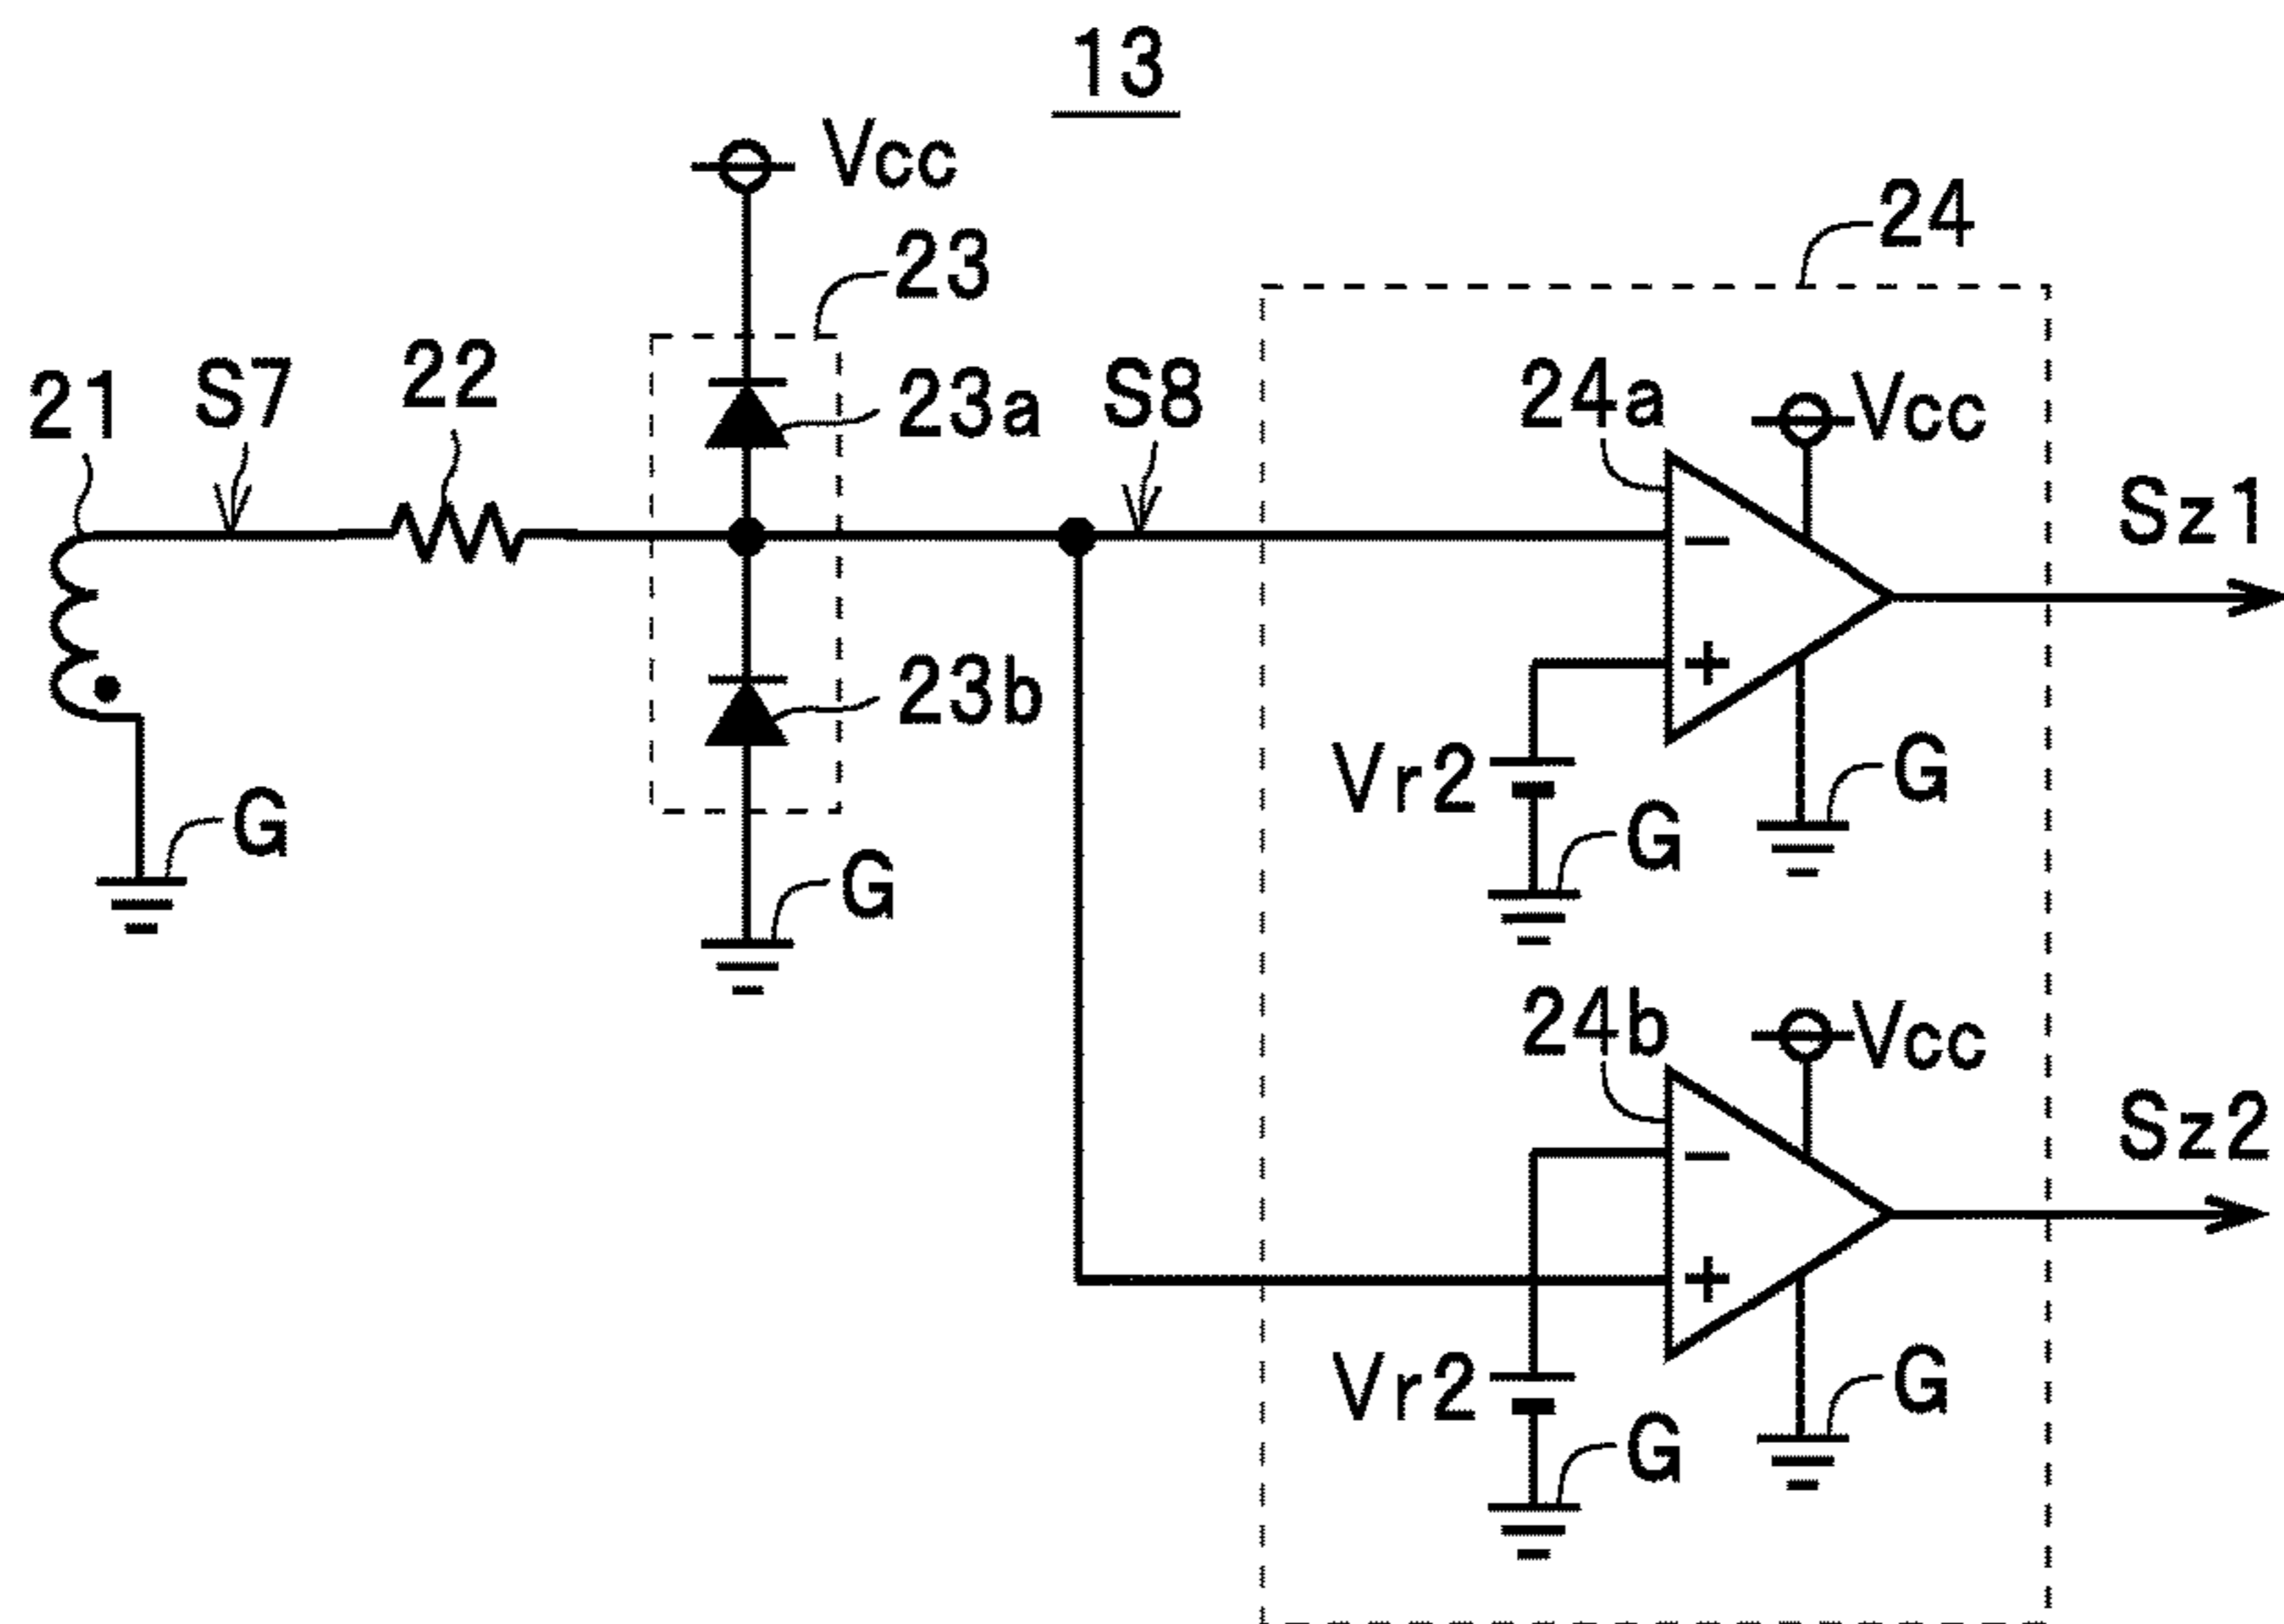 13
Vcc
24
23
21
S7
22
23a
S8
24a
Vcc
Sz1
−
23b
+
Vr2
G
G
G
G
24b
Vcc
Sz2
−
+
Vr2
G
G